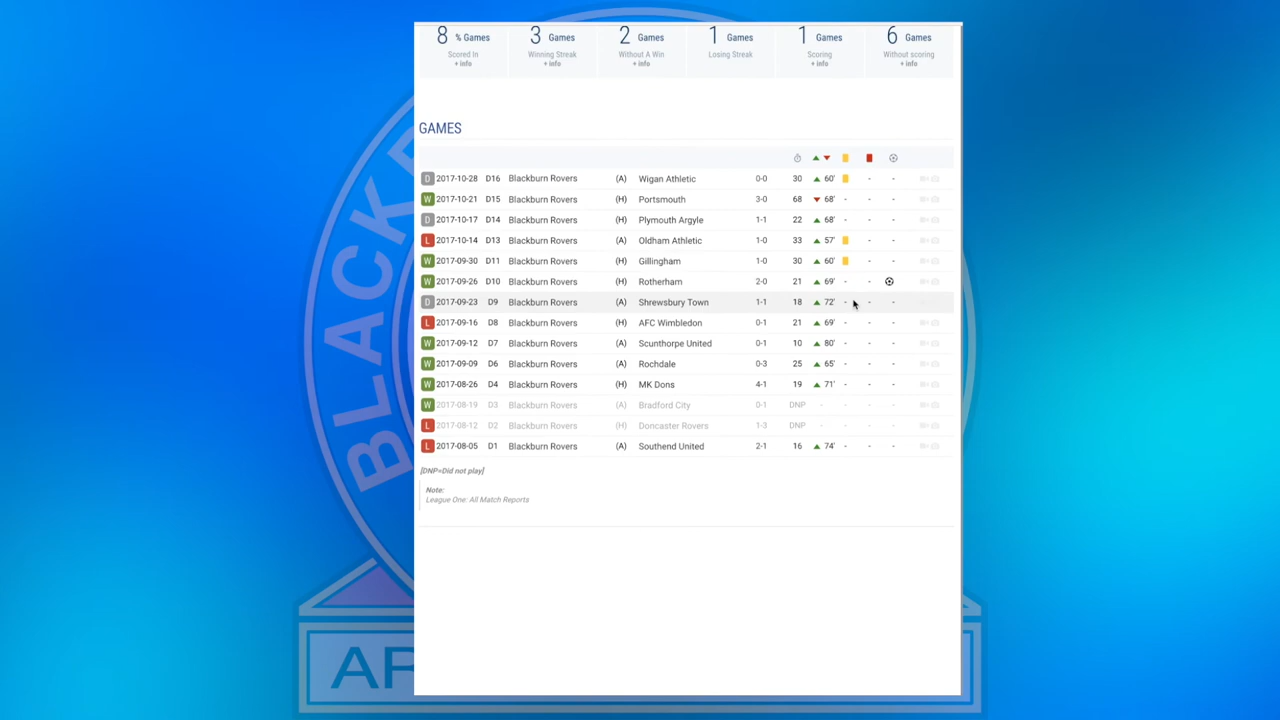 8 % Games 3 Games 2 Games 1 Games 1 Games 6 Games
Scored In Winning Streak Without A Win Losing Streak Scoring Without scoring
+ info + info + info + info + info
GAMES
D 2017-10-28 D16 Blackburn Rovers (A) Wigan Athletic 0-0 30 60' - -
W 2017-10-21 D15 Blackburn Rovers (H) Portsmouth 3-0 68 68' - - -
D 2017-10-17 D14 Blackburn Rovers (H) Plymouth Argyle 1-1 22 68' - - -
L 2017-10-14 D13 Blackburn Rovers (A) Oldham Athletic 1-0 33 57' - -
W 2017-09-30 D11 Blackburn Rovers (H) Gillingham 1-0 30 60' - -
W 2017-09-26 D10 Blackburn Rovers (H) Rotherham 2-0 21 69' - -
D 2017-09-23 D9 Blackburn Rovers (A) Shrewsbury Town 1-1 18 72' - - -
L 2017-09-16 D8 Blackburn Rovers (H) AFC Wimbledon 0-1 21 69' - - -
W 2017-09-12 D7 Blackburn Rovers (A) Scunthorpe United 0-1 10 80' - - -
W 2017-09-09 D6 Blackburn Rovers (A) Rochdale 0-3 25 65' - - -
W 2017-08-26 D4 Blackburn Rovers (H) MK Dons 4-1 19 71' - - -
W 2017-08-19 D3 Blackburn Rovers (A) Bradford City 0-1 DNP - - - -
L 2017-08-12 D2 Blackburn Rovers (H) Doncaster Rovers 1-3 DNP - - - -
L 2017-08-05 D1 Blackburn Rovers (A) Southend United 2-1 16 74' - - -
[DNP=Did not play]
Note:
League One: All Match Reports
BLACK
AR